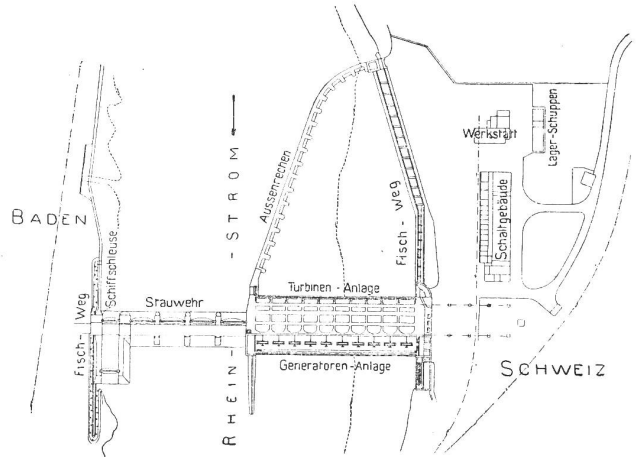 BADEN
Fisch-Weg
Schiffschleuse
Stauwehr
RHEIN-STROM
Aussenrechen
Fisch-Weg
Turbinen-Anlage
Generatoren-Anlage
Werkstatt
Lager-Schuppen
Schaltgebäude
SCHWEIZ